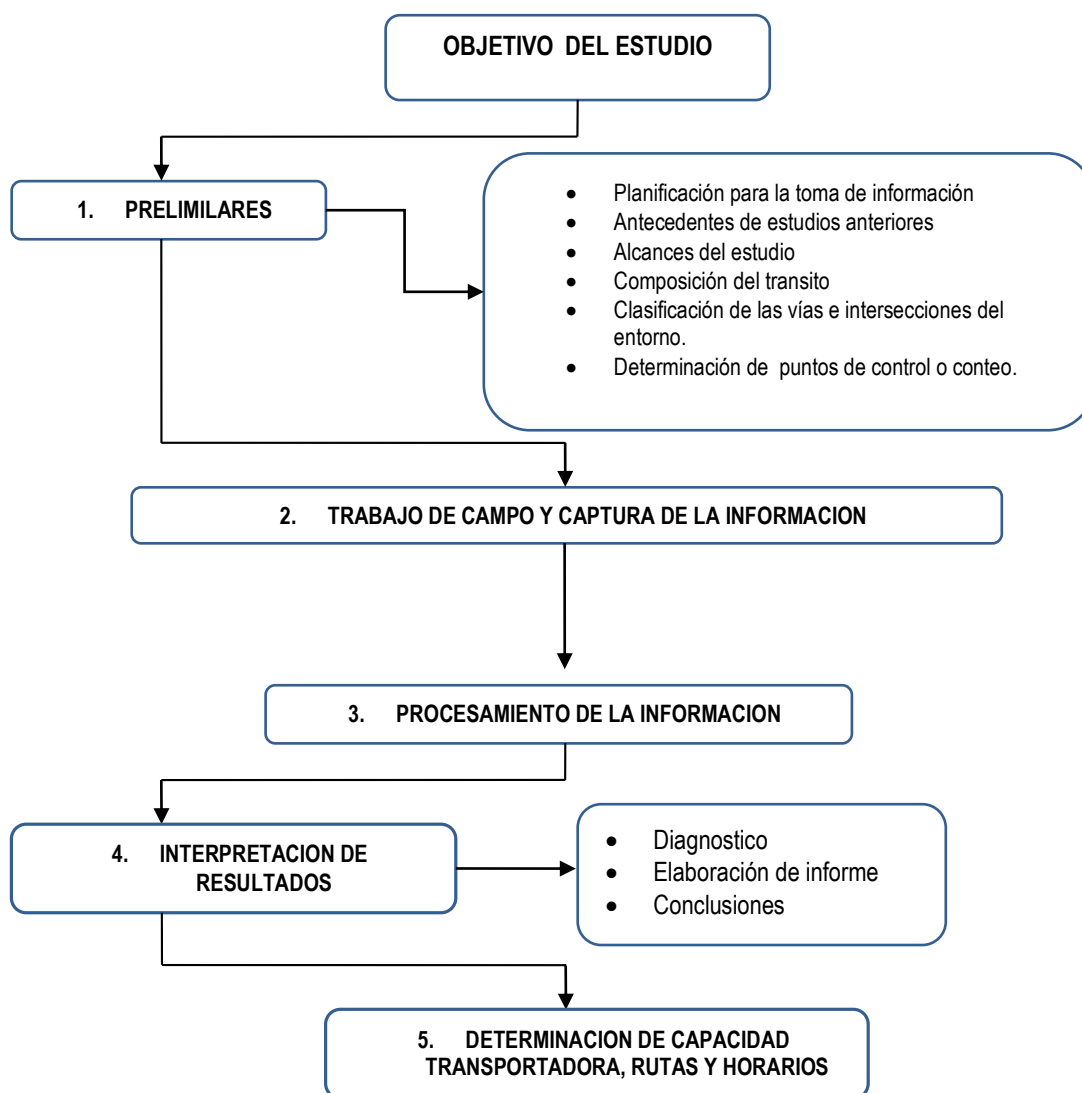 OBJETIVO DEL ESTUDIO
1. PRELIMILARES
• Planificación para la toma de información
• Antecedentes de estudios anteriores
• Alcances del estudio
• Composición del transito
• Clasificación de las vías e intersecciones del
entorno.
• Determinación de puntos de control o conteo.
2. TRABAJO DE CAMPO Y CAPTURA DE LA INFORMACION
3. PROCESAMIENTO DE LA INFORMACION
4. INTERPRETACION DE
RESULTADOS
• Diagnostico
• Elaboración de informe
• Conclusiones
5. DETERMINACION DE CAPACIDAD
TRANSPORTADORA, RUTAS Y HORARIOS